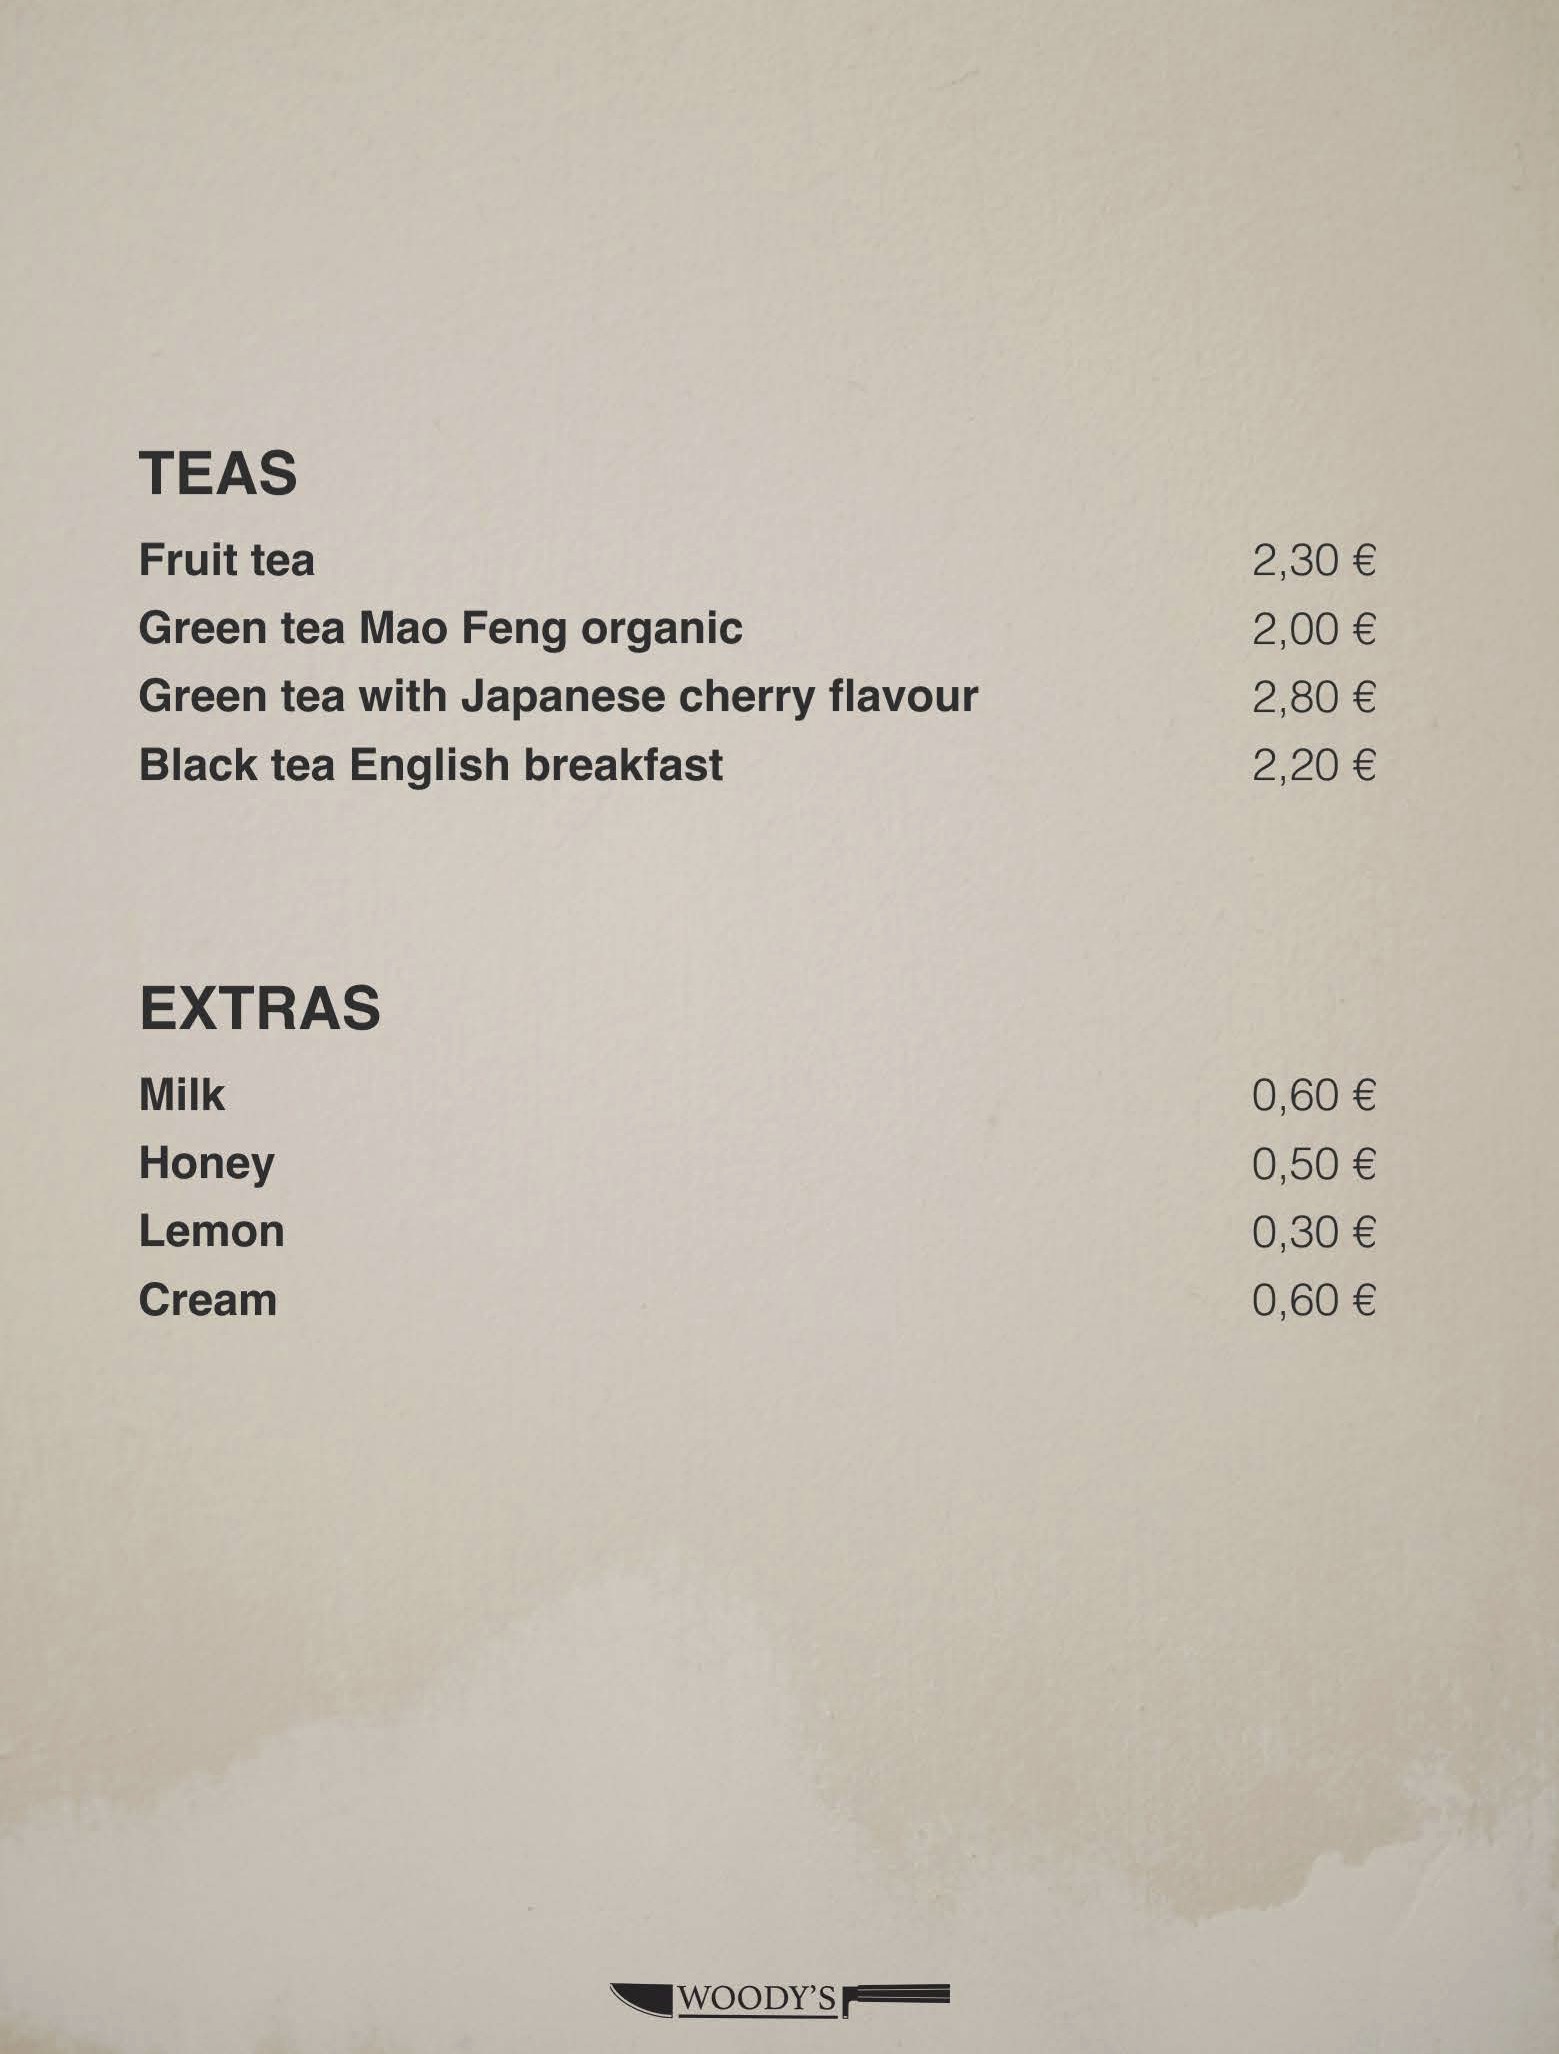 TEAS
Fruit tea 2,30 €
Green tea Mao Feng organic 2,00 €
Green tea with Japanese cherry flavour 2,80 €
Black tea English breakfast 2,20 €
EXTRAS
Milk 0,60 €
Honey 0,50 €
Lemon 0,30 €
Cream 0,60 €
WOODY'S